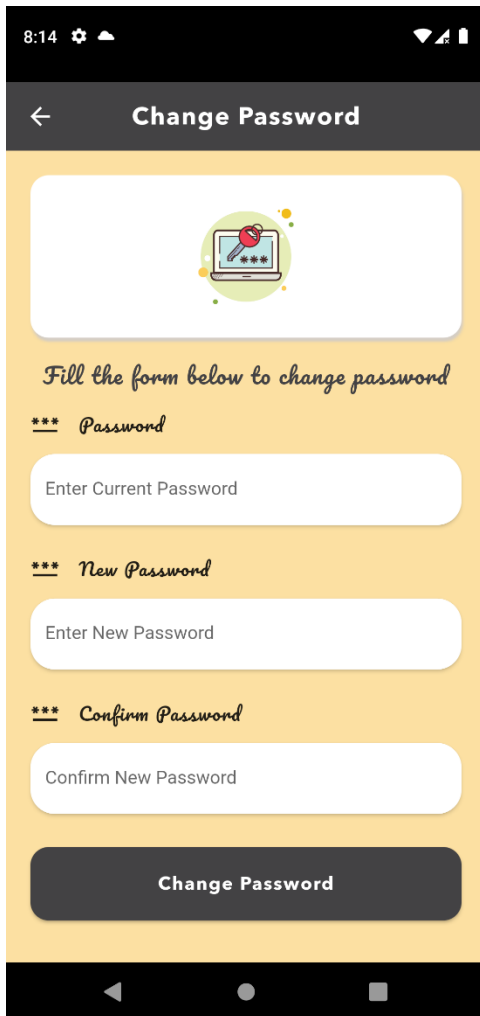 8:14
Change Password
***
Fill the form below to change password
*** Password
Enter Current Password
*** New Password
Enter New Password
*** Confirm Password
Confirm New Password
Change Password